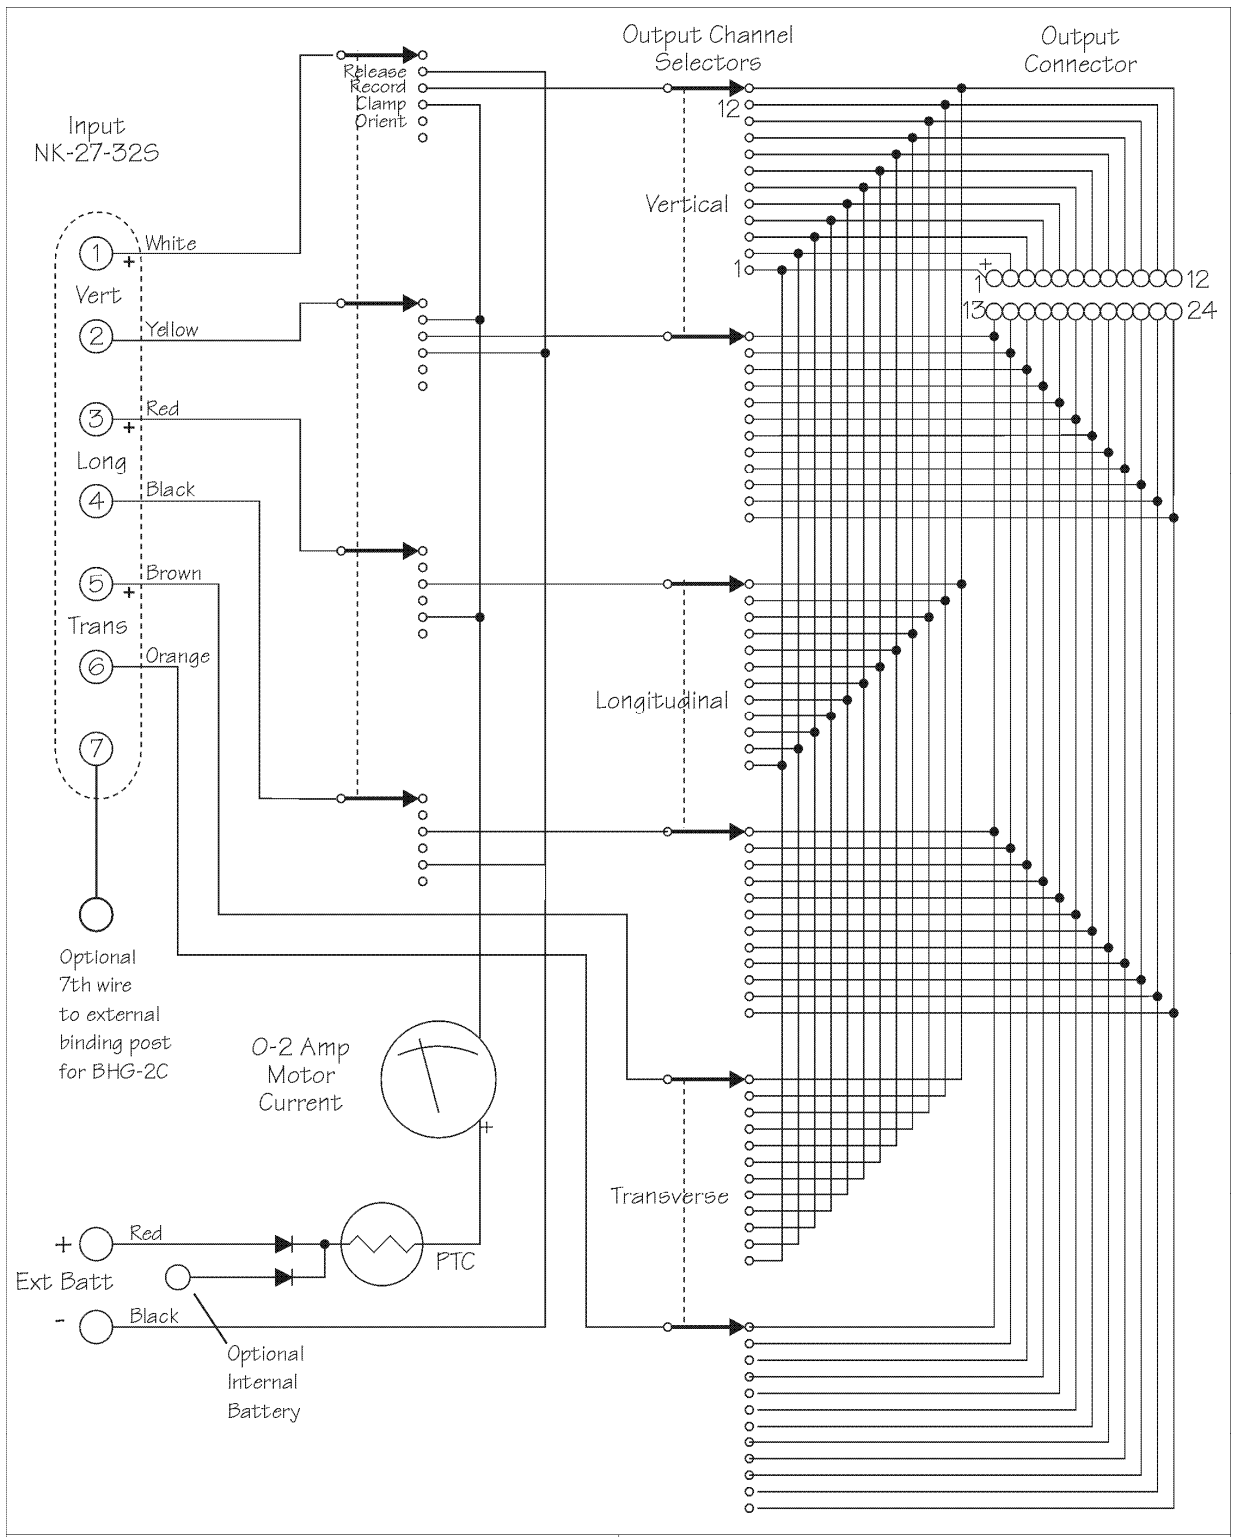 Output Channel
Selectors
Output
Connector
Release
Record
Clamp
Orient
12
Input
NK-27-32S
Vertical
White
1
+
1
+
1
12
Vert
13
24
Yellow
2
Red
3
+
Long
Black
4
Brown
5
+
Trans
Orange
6
Longitudinal
7
Optional
7th wire
to external
binding post
for BHG-2C
0-2 Amp
Motor
Current
+
Transverse
Red
+
PTC
Ext Batt
Black
-
Optional
Internal
Battery